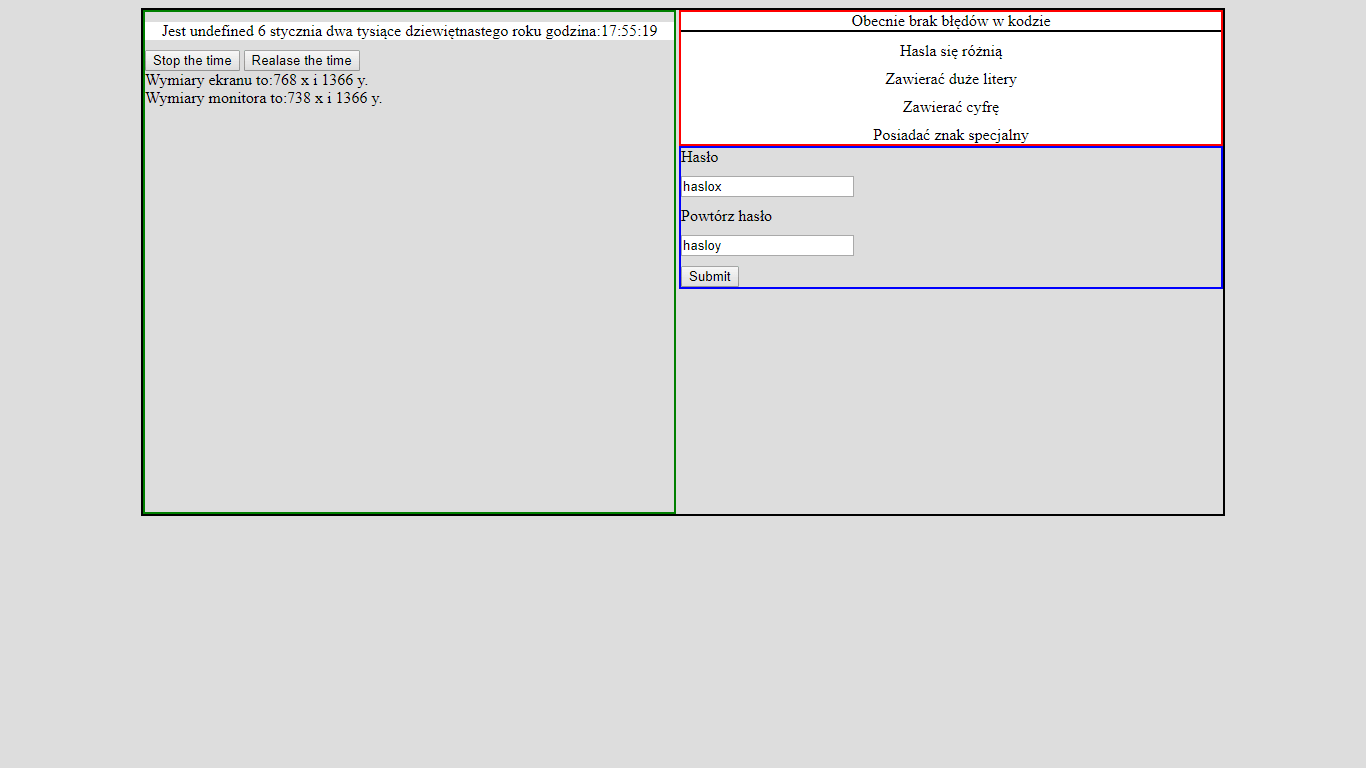 Jest undefined 6 stycznia dwa tysiące dziewiętnastego roku godzina:17:55:19
Stop the time Realase the time
Wymiary ekranu to:768 x i 1366 y.
Wymiary monitora to:738 x i 1366 y.
Obecnie brak błędów w kodzie
Hasla się różnią
Zawierać duże litery
Zawierać cyfrę
Posiadać znak specjalny
Hasło
haslox
Powtórz hasło
hasloy
Submit